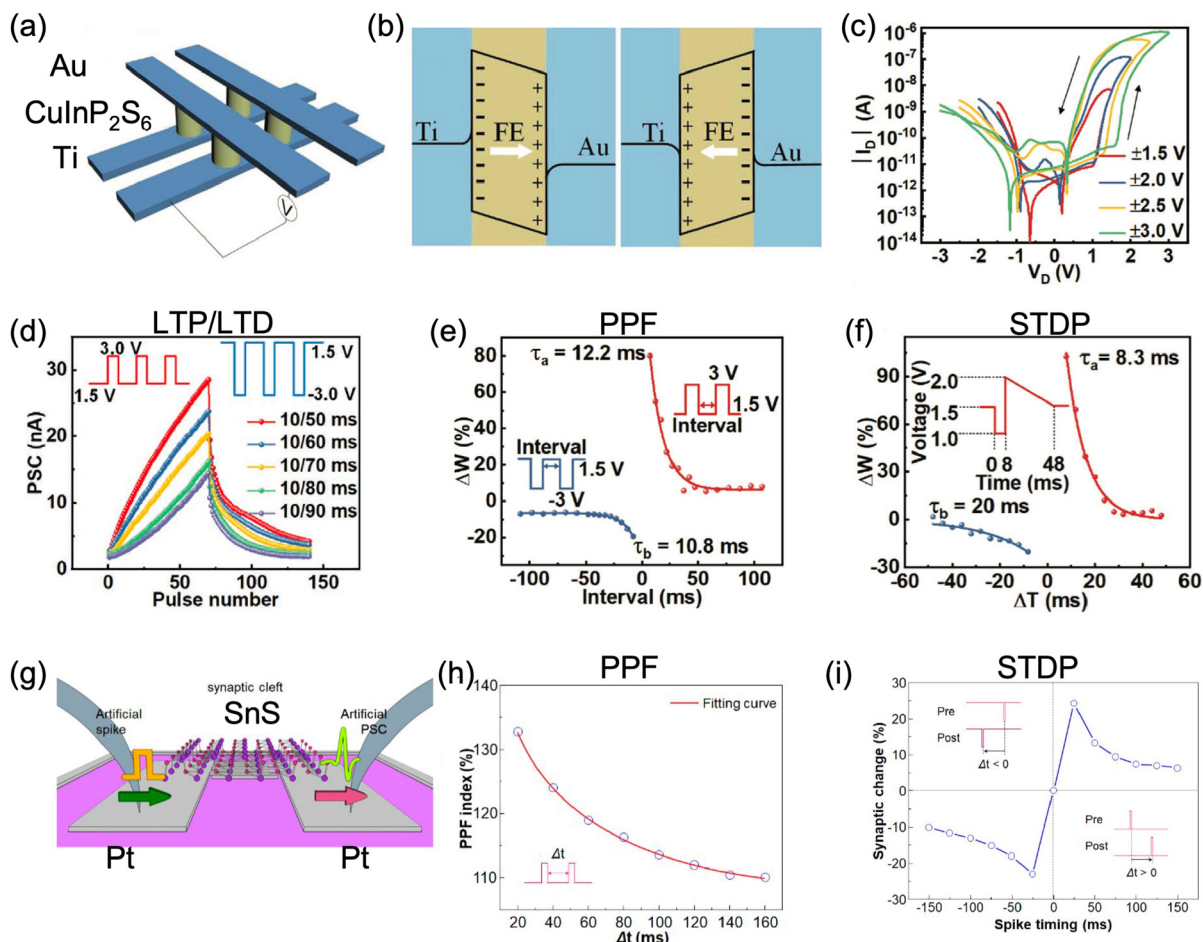 (a)
Au
CuInP₂S₆
Ti
V
(b)
Ti
FE
Au
Ti
FE
Au
(c)
| I_D | (A)
10⁻⁶
10⁻⁷
10⁻⁸
10⁻⁹
10⁻¹⁰
10⁻¹¹
10⁻¹²
10⁻¹³
10⁻¹⁴
±1.5 V
±2.0 V
±2.5 V
±3.0 V
-3 -2 -1 0 1 2 3
V_D (V)
(d)
LTP/LTD
PSC (nA)
30
20
10
0
3.0 V
1.5 V
1.5 V
-3.0 V
10/50 ms
10/60 ms
10/70 ms
10/80 ms
10/90 ms
0 50 100 150
Pulse number
(e)
PPF
ΔW (%)
80
60
40
20
0
-20
τa = 12.2 ms
3 V
1.5 V
Interval
Interval
1.5 V
-3 V
τb = 10.8 ms
-100 -50 0 50 100
Interval (ms)
(f)
STDP
ΔW (%)
90
60
30
0
-30
τa= 8.3 ms
Voltage (V)
2.0
1.5
1.0
0 8 48
Time (ms)
τb = 20 ms
-60 -40 -20 0 20 40 60
ΔT (ms)
(g)
synaptic cleft
SnS
Artificial
spike
Artificial
PSC
Pt
Pt
(h)
PPF
PPF index (%)
140
130
120
110
Fitting curve
Δt
20 40 60 80 100 120 140 160
Δt (ms)
(i)
STDP
Synaptic change (%)
30
20
10
0
-10
-20
-30
Pre
Post
Δt < 0
Pre
Post
Δt > 0
-150 -100 -50 0 50 100 150
Spike timing (ms)